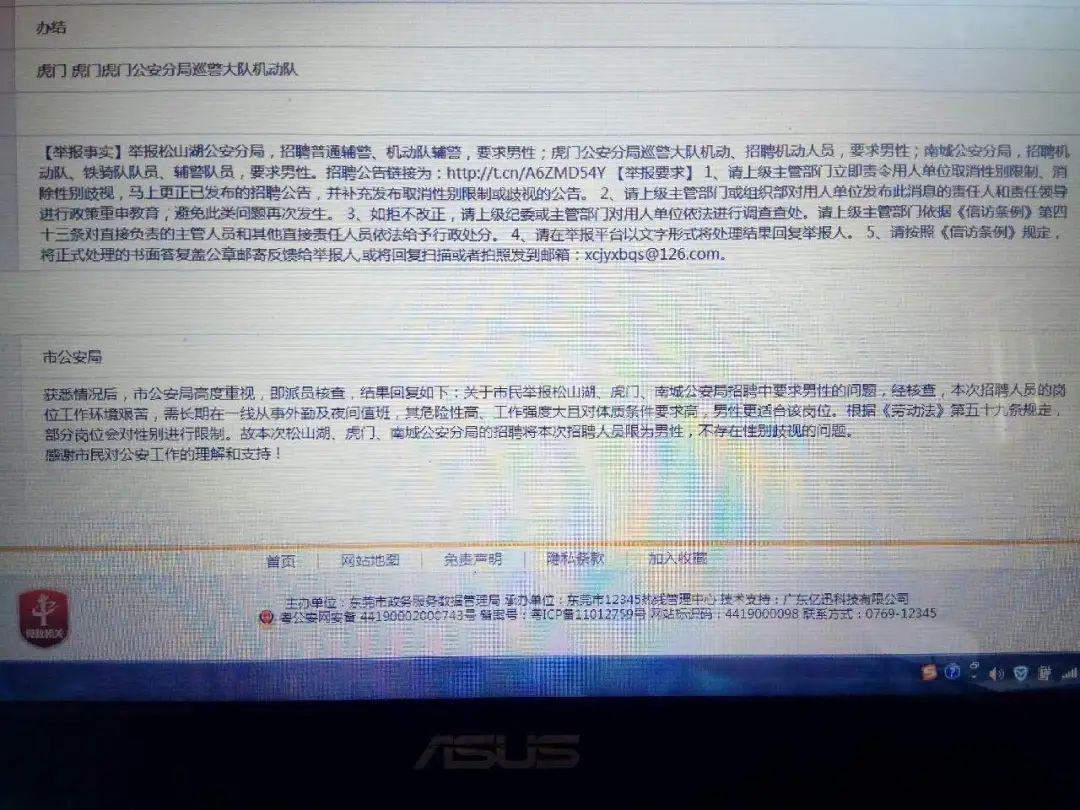 办结
虎门 虎门虎门公安分局巡警大队机动队
【举报事实】举报松山湖公安分局，招聘普通辅警、机动队辅警，要求男性；虎门公安分局巡警大队机动、招聘机动人员，要求男性；南城公安分局，招聘机
动队、铁骑队队员、辅警队员，要求男性。招聘公告链接为：http://t.cn/A6ZMD54Y 【举报要求】 1、请上级主管部门立即责令用人单位取消性别限制、消
除性别歧视，马上更正已发布的招聘公告，并补充发布取消性别限制或歧视的公告。 2、请上级主管部门或组织部对用人单位发布此消息的责任人和责任领导
进行政策重申教育，避免此类问题再次发生。 3、如拒不改正，请上级纪委或主管部门对用人单位依法进行调查查处。请上级主管部门依据《信访条例》第四
十三条对直接负责的主管人员和其他直接责任人员依法给予行政处分。 4、请在举报平台以文字形式将处理结果回复举报人。 5、请按照《信访条例》规定，
将正式处理的书面答复盖公章邮寄反馈给举报人,或将回复扫描或者拍照发到邮箱：xcjyxbqs@126.com。
市公安局
获悉情况后，市公安局高度重视，即派员核查，结果回复如下：关于市民举报松山湖、虎门、南城公安局招聘中要求男性的问题，经核查，本次招聘人员的岗
位工作环境艰苦，需长期在一线从事外勤及夜间值班，其危险性高、工作强度大且对体质条件要求高，男性更适合该岗位。根据《劳动法》第五十九条规定，
部分岗位会对性别进行限制。故本次松山湖、虎门、南城公安分局的招聘将本次招聘人员限为男性，不存在性别歧视的问题。
感谢市民对公安工作的理解和支持！
首页 | 网站地图 | 免责声明 | 隐私条款 | 加入收藏
主办单位：东莞市政务服务数据管理局 承办单位：东莞市12345热线管理中心 技术支持：广东亿迅科技有限公司
粤公安网安备 44190002000743号 备案号：粤ICP备11012759号 网站标识码：4419000098 联系方式：0769-12345
党政机关
ASUS